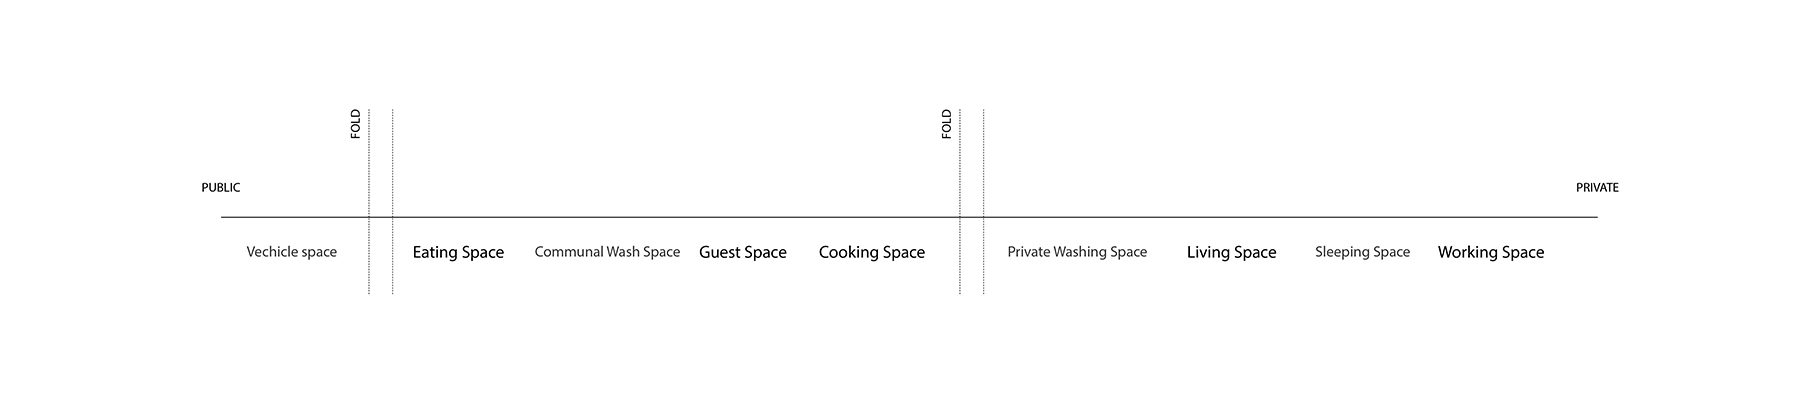 FOLD
FOLD
PUBLIC
PRIVATE
Vechicle space
Eating Space
Communal Wash Space
Guest Space
Cooking Space
Private Washing Space
Living Space
Sleeping Space
Working Space